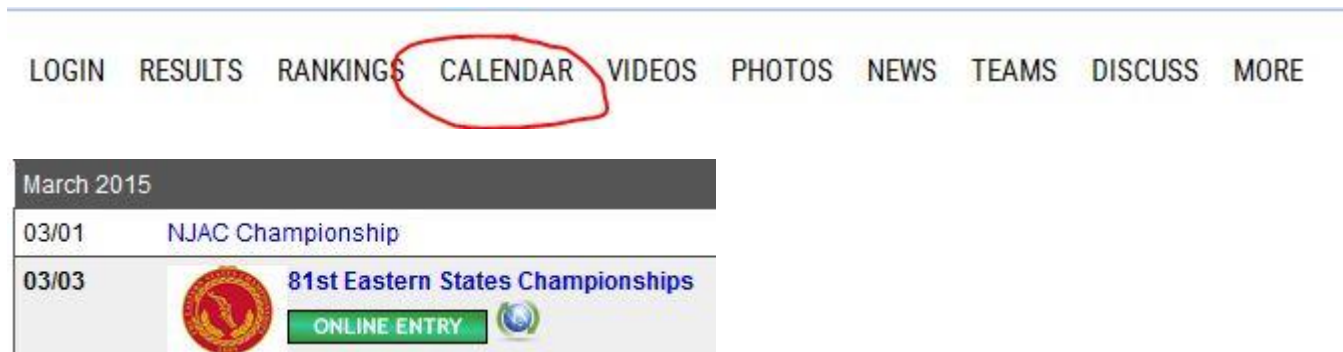 LOGIN RESULTS RANKINGS CALENDAR VIDEOS PHOTOS NEWS TEAMS DISCUSS MORE
March 2015
03/01 NJAC Championship
03/03 81st Eastern States Championships
ONLINE ENTRY